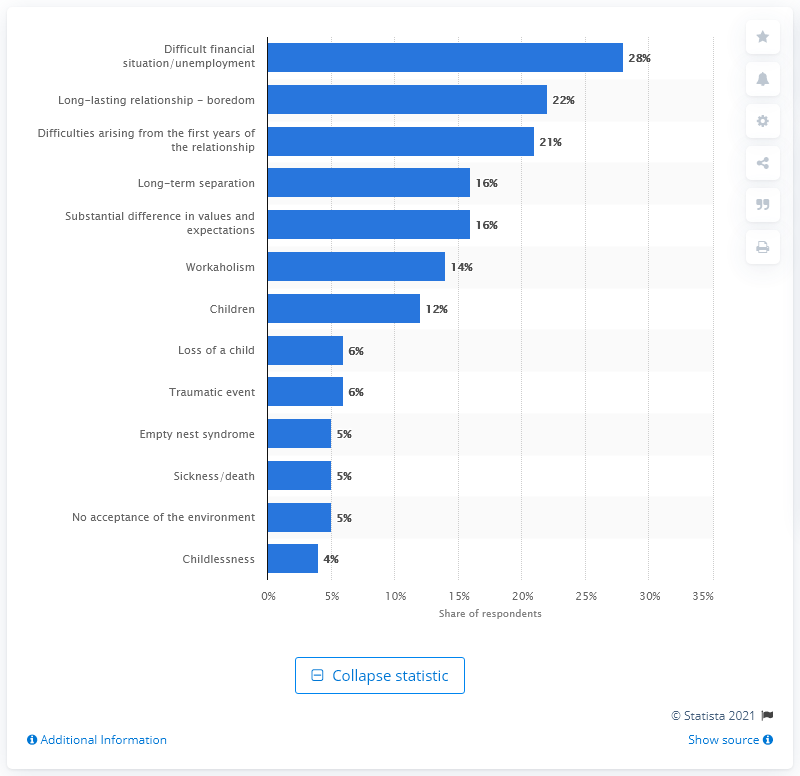 Difficult financial
situation/unemployment
28%
Long-lasting relationship - boredom
22%
Difficulties arising from the first years of
the relationship
21%
Long-term separation
16%
Substantial difference in values and
expectations
16%
Workaholism
14%
Children
12%
Loss of a child
6%
Traumatic event
6%
Empty nest syndrome
5%
Sickness/death
5%
No acceptance of the environment
5%
Childlessness
4%
0% 5% 10% 15% 20% 25% 30% 35%
Share of respondents
Collapse statistic
© Statista 2021
Additional Information
Show source